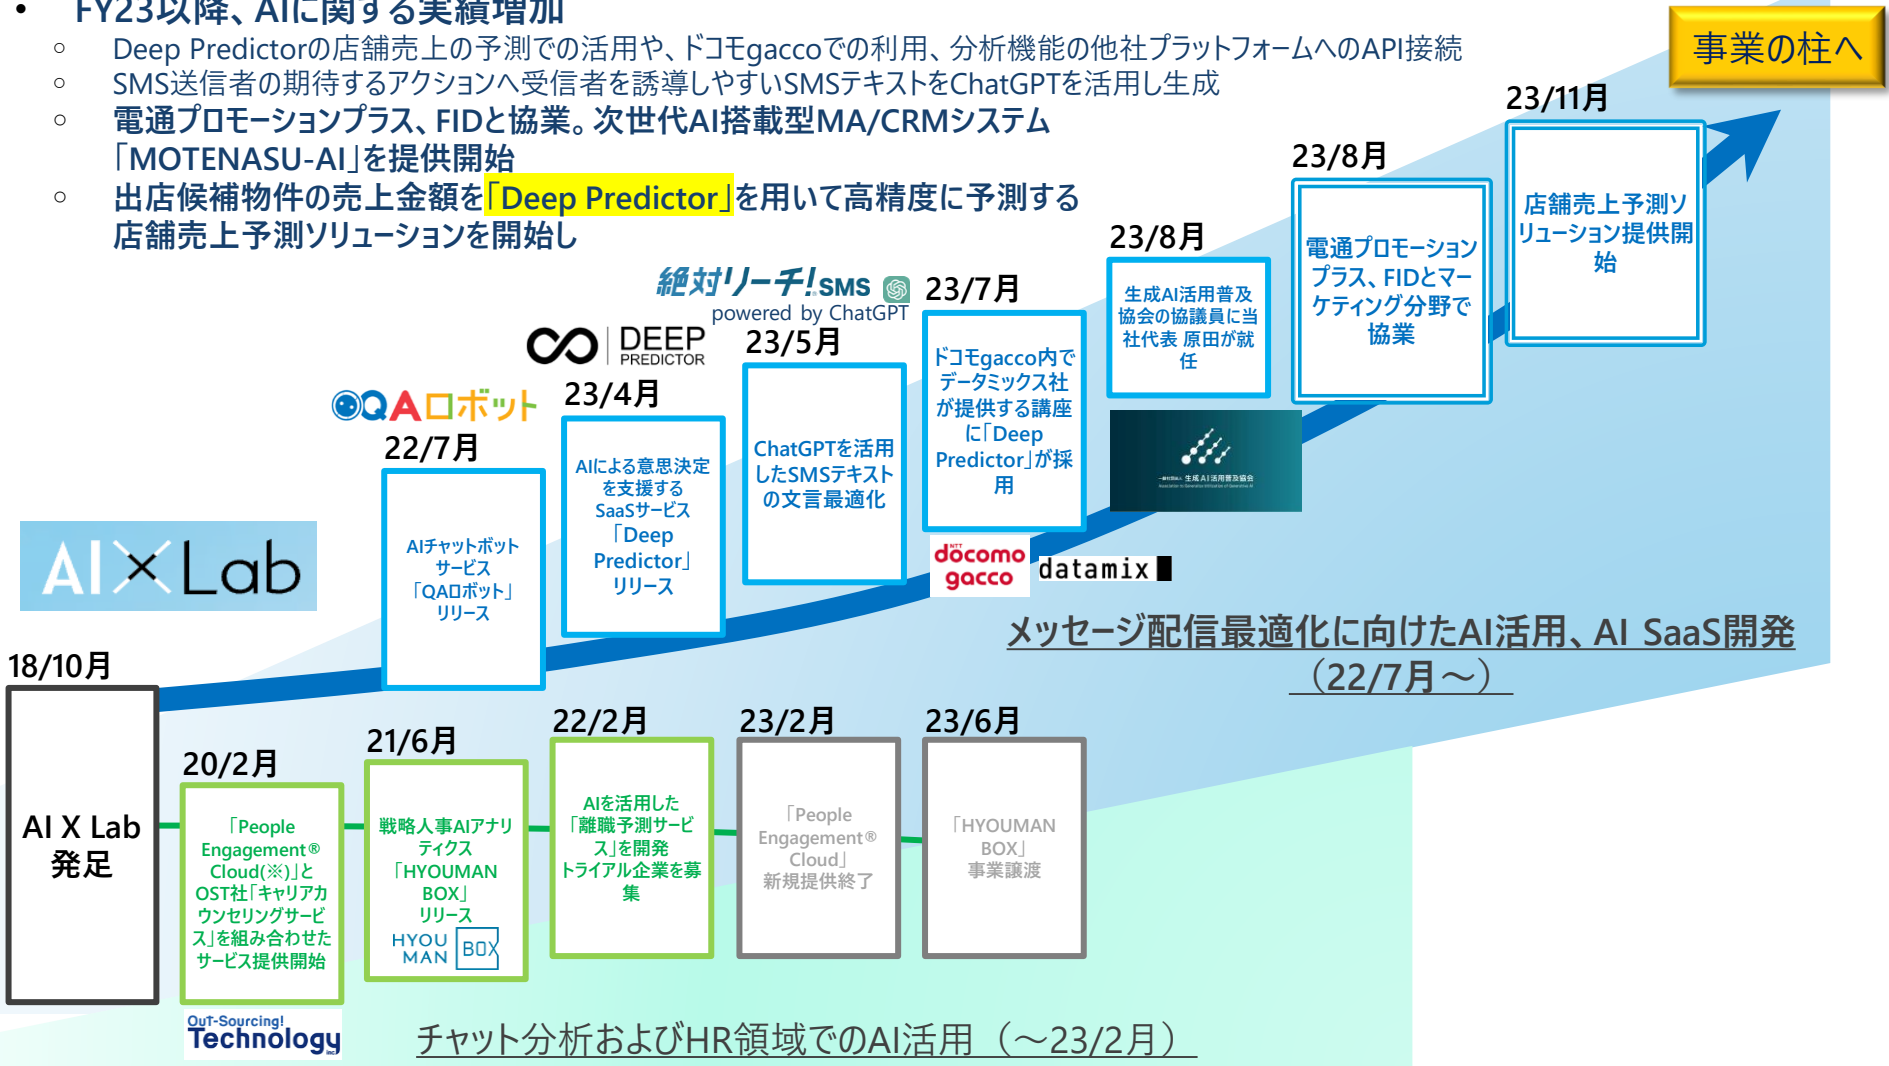 • FY23以降、AIに関する実績増加
○ Deep Predictorの店舗売上の予測での活用や、ドコモgaccoでの利用、分析機能の他社プラットフォームへのAPI接続
○ SMS送信者の期待するアクションへ受信者を誘導しやすいSMSテキストをChatGPTを活用し生成
○ 電通プロモーションプラス、FIDと協業。次世代AI搭載型MA/CRMシステム
「MOTENASU-AI」を提供開始
○ 出店候補物件の売上金額を「Deep Predictor」を用いて高精度に予測する
店舗売上予測ソリューションを開始し
事業の柱へ
23/11月
店舗売上予測ソ
リューション提供開
始
23/8月
電通プロモーション
プラス、FIDとマー
ケティング分野で
協業
23/8月
生成AI活用普及
協会の協議員に当
社代表 原田が就
任
一般社団法人 生成AI活用普及協会
Association to Generalize Utilization of Generative AI
絶対リーチ!SMS
powered by ChatGPT
23/7月
ドコモgacco内で
データミックス社
が提供する講座
に「Deep
Predictor」が採
用
NTT
döcomo
gacco
datamix
DEEP
PREDICTOR
23/5月
ChatGPTを活用
したSMSテキスト
の文言最適化
23/4月
AIによる意思決定
を支援する
SaaSサービス
「Deep
Predictor」
リリース
QAロボット
22/7月
AIチャットボット
サービス
「QAロボット」
リリース
AI×Lab
メッセージ配信最適化に向けたAI活用、AI SaaS開発
（22/7月～）
18/10月
AI X Lab
発足
20/2月
「People
Engagement®
Cloud(※)」と
OST社「キャリアカ
ウンセリングサービ
ス」を組み合わせた
サービス提供開始
OuT-Sourcing!
Technology
inc.
21/6月
戦略人事AIアナリ
ティクス
「HYOUMAN
BOX」
リリース
HYOU
MAN
BOX
22/2月
AIを活用した
「離職予測サービ
ス」を開発
トライアル企業を募
集
23/2月
「People
Engagement®
Cloud」
新規提供終了
23/6月
「HYOUMAN
BOX」
事業譲渡
チャット分析およびHR領域でのAI活用（～23/2月）